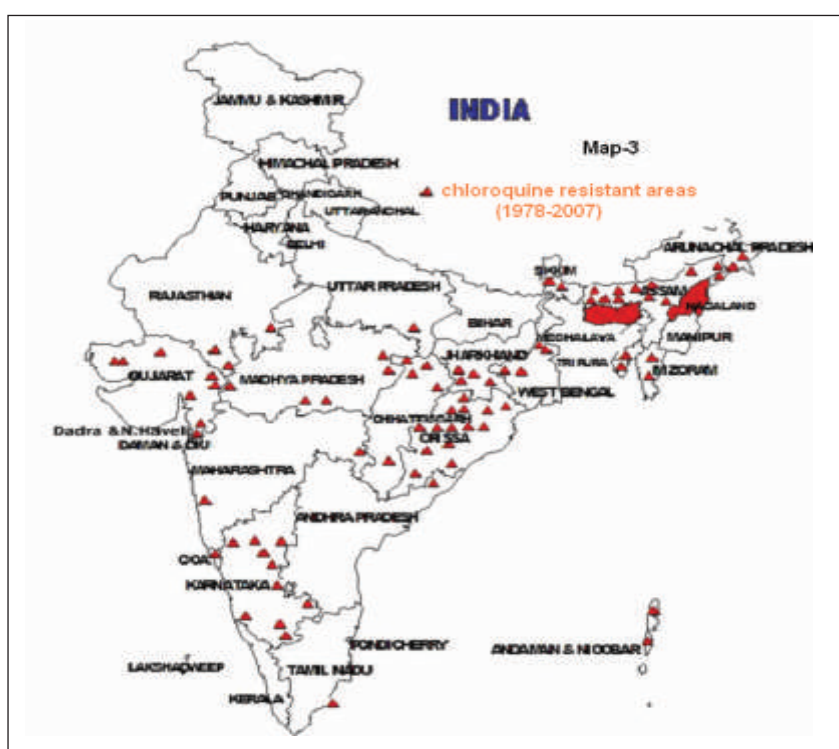 INDIA
JAMMU & KASHMIR
Map-3
HIMACHAL PRADESH
chloroquine resistant areas
(1978-2007)
PUNJAB
CHANDIGARH
UTTARANCHAL
HARYANA
DELHI
ARUNACHAL PRADESH
SIKKIM
RAJASTHAN
UTTAR PRADESH
ASSAM
NAGALAND
BIHAR
MEGHALAYA
MANIPUR
JHARKHAND
TRIPURA
MIZORAM
GUJARAT
MADHYA PRADESH
WEST BENGAL
CHHATTISGARH
Dadra &N.Haveli
ORISSA
DAMAN & DIU
MAHARASHTRA
ANDHRA PRADESH
GOA
KARNATAKA
PONDICHERRY
ANDAMAN & NICOBAR
LAKSHADWEEP
TAMIL NADU
KERALA